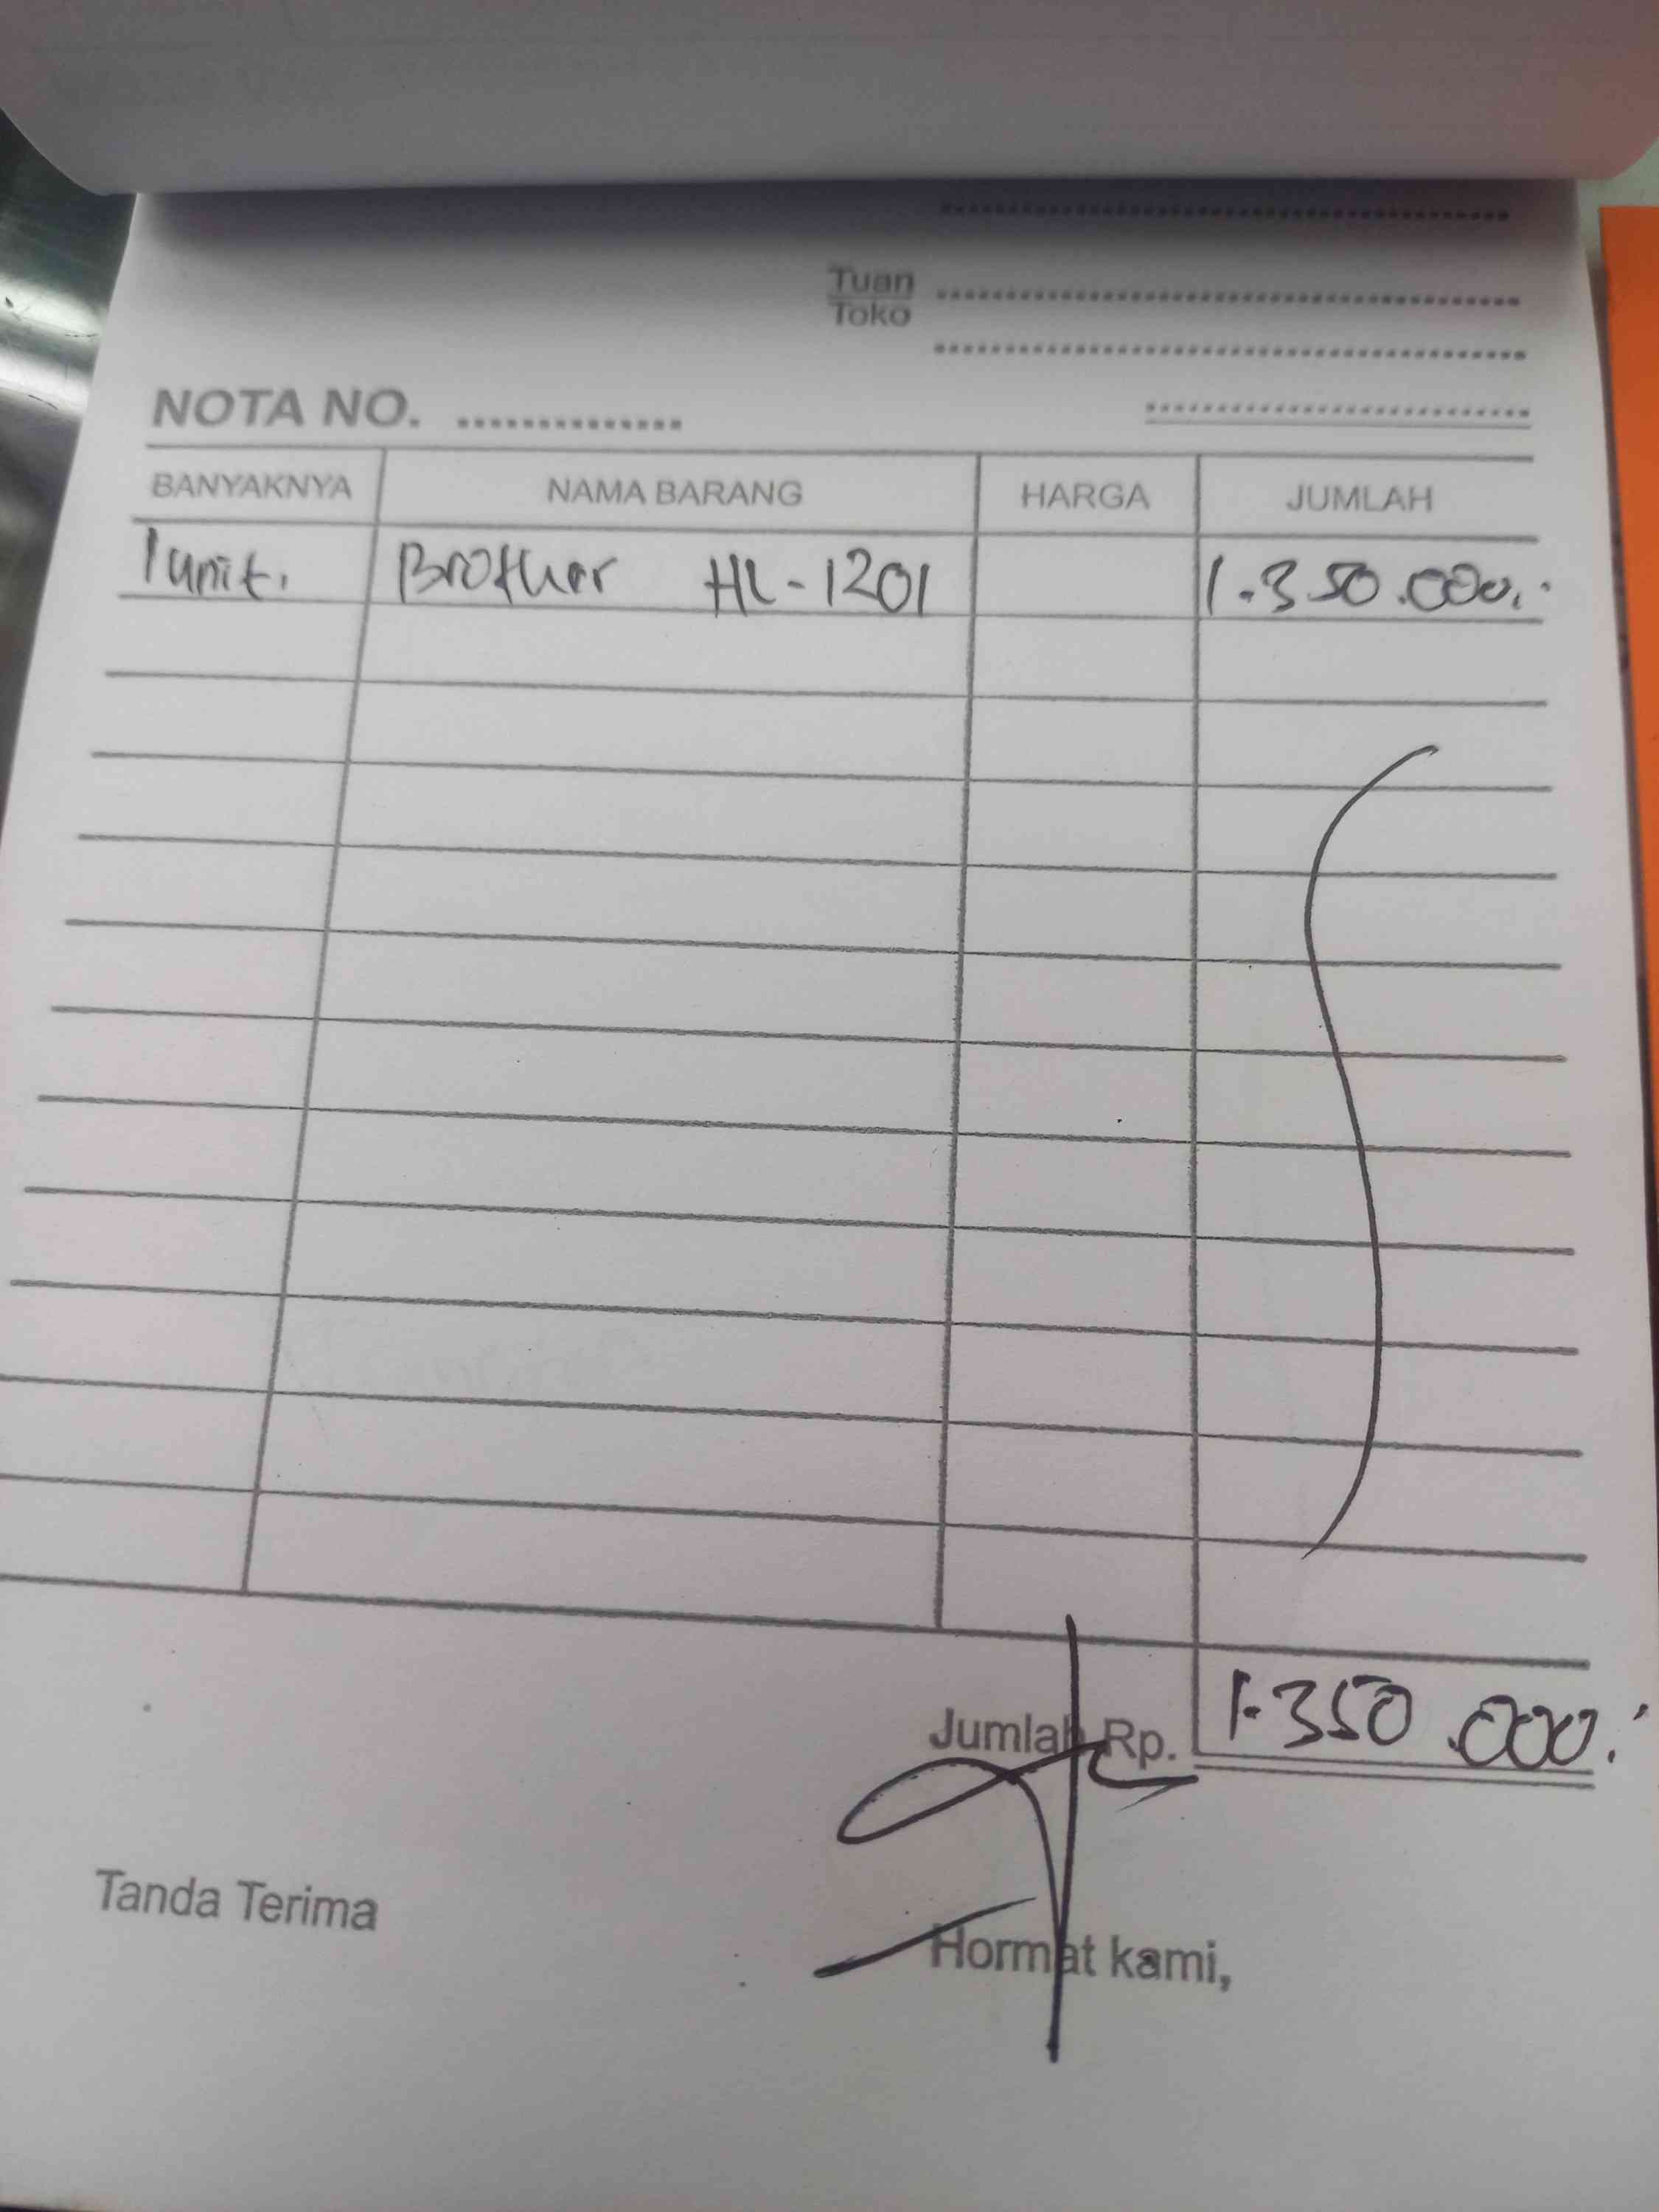 Tuan
Toko
NOTA NO. ...............
BANYAKNYA NAMA BARANG HARGA JUMLAH
1 unit. Brother HL-1201 1.350.000.-
Jumlah Rp. 1.350.000.-
Tanda Terima Hormat kami,